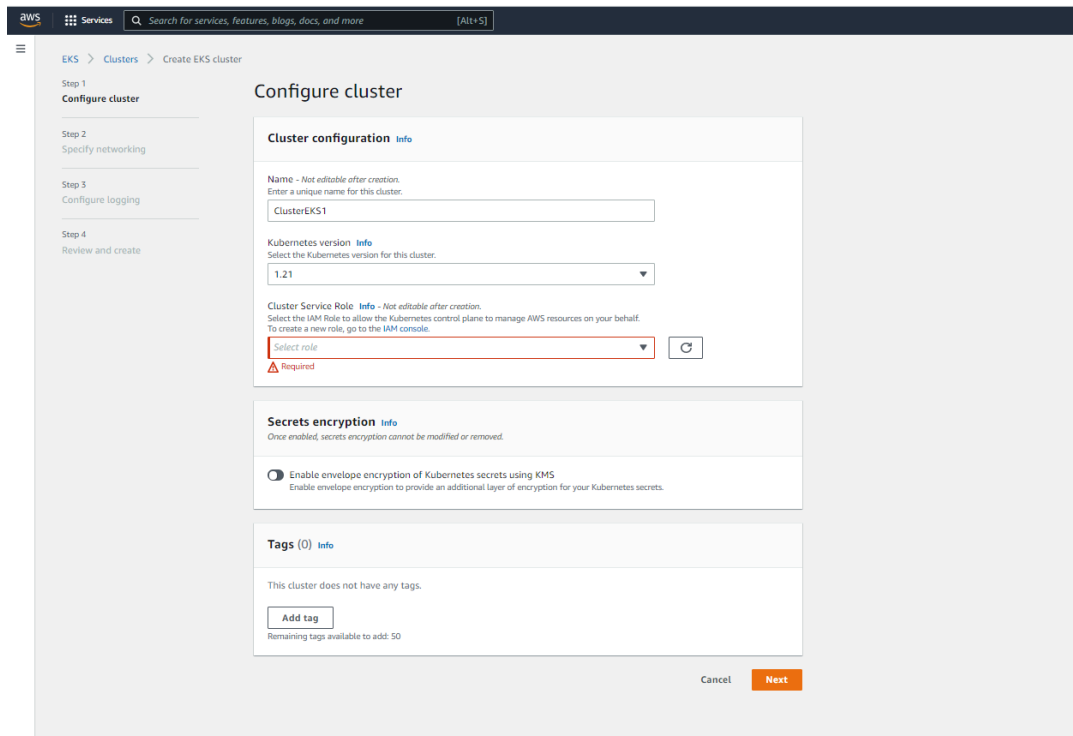 aws
Services
Search for services, features, blogs, docs, and more [Alt+S]
EKS > Clusters > Create EKS cluster
Step 1
Configure cluster
Step 2
Specify networking
Step 3
Configure logging
Step 4
Review and create
Configure cluster
Cluster configuration Info
Name - Not editable after creation.
Enter a unique name for this cluster.
ClusterEKS1
Kubernetes version Info
Select the Kubernetes version for this cluster.
1.21
Cluster Service Role Info - Not editable after creation.
Select the IAM Role to allow the Kubernetes control plane to manage AWS resources on your behalf.
To create a new role, go to the IAM console.
Select role
Required
Secrets encryption Info
Once enabled, secrets encryption cannot be modified or removed.
Enable envelope encryption of Kubernetes secrets using KMS
Enable envelope encryption to provide an additional layer of encryption for your Kubernetes secrets.
Tags (0) Info
This cluster does not have any tags.
Add tag
Remaining tags available to add: 50
Cancel Next